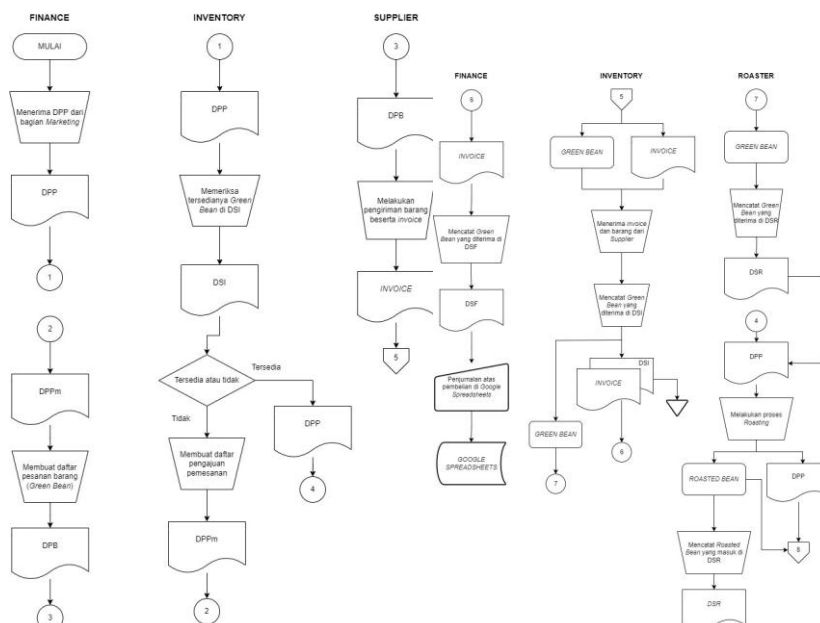 FINANCE
MULAI
Menerima DPP dari
bagian Marketing
DPP
1
2
DPPm
Membuat daftar
pesanan barang
(Green Bean)
DPB
3
INVENTORY
1
DPP
Memeriksa
tersedianya Green
Bean di DSI
DSI
Tersedia atau tidak
Tersedia
Tidak
DPP
4
Membuat daftar
pengajuan
pemesanan
DPPm
2
SUPPLIER
3
DPB
Melakukan
pengiriman barang
beserta invoice
INVOICE
5
FINANCE
6
INVOICE
Mencatat Green
Bean yang diterima di
DSF
DSF
Penjurnalan atas
pembelian di Google
Spreadsheets
GOOGLE
SPREADSHEETS
INVENTORY
5
GREEN BEAN
INVOICE
Menerima invoice
dan barang dari
Supplier
Mencatat Green
Bean yang
diterima di DSI
DSI
INVOICE
GREEN BEAN
6
7
ROASTER
7
GREEN BEAN
Mencatat Green
Bean yang
diterima di DSR
DSR
4
DPP
Melakukan proses
Roasting
ROASTED BEAN
DPP
8
Mencatat Roasted
Bean yang masuk di
DSR
DSR